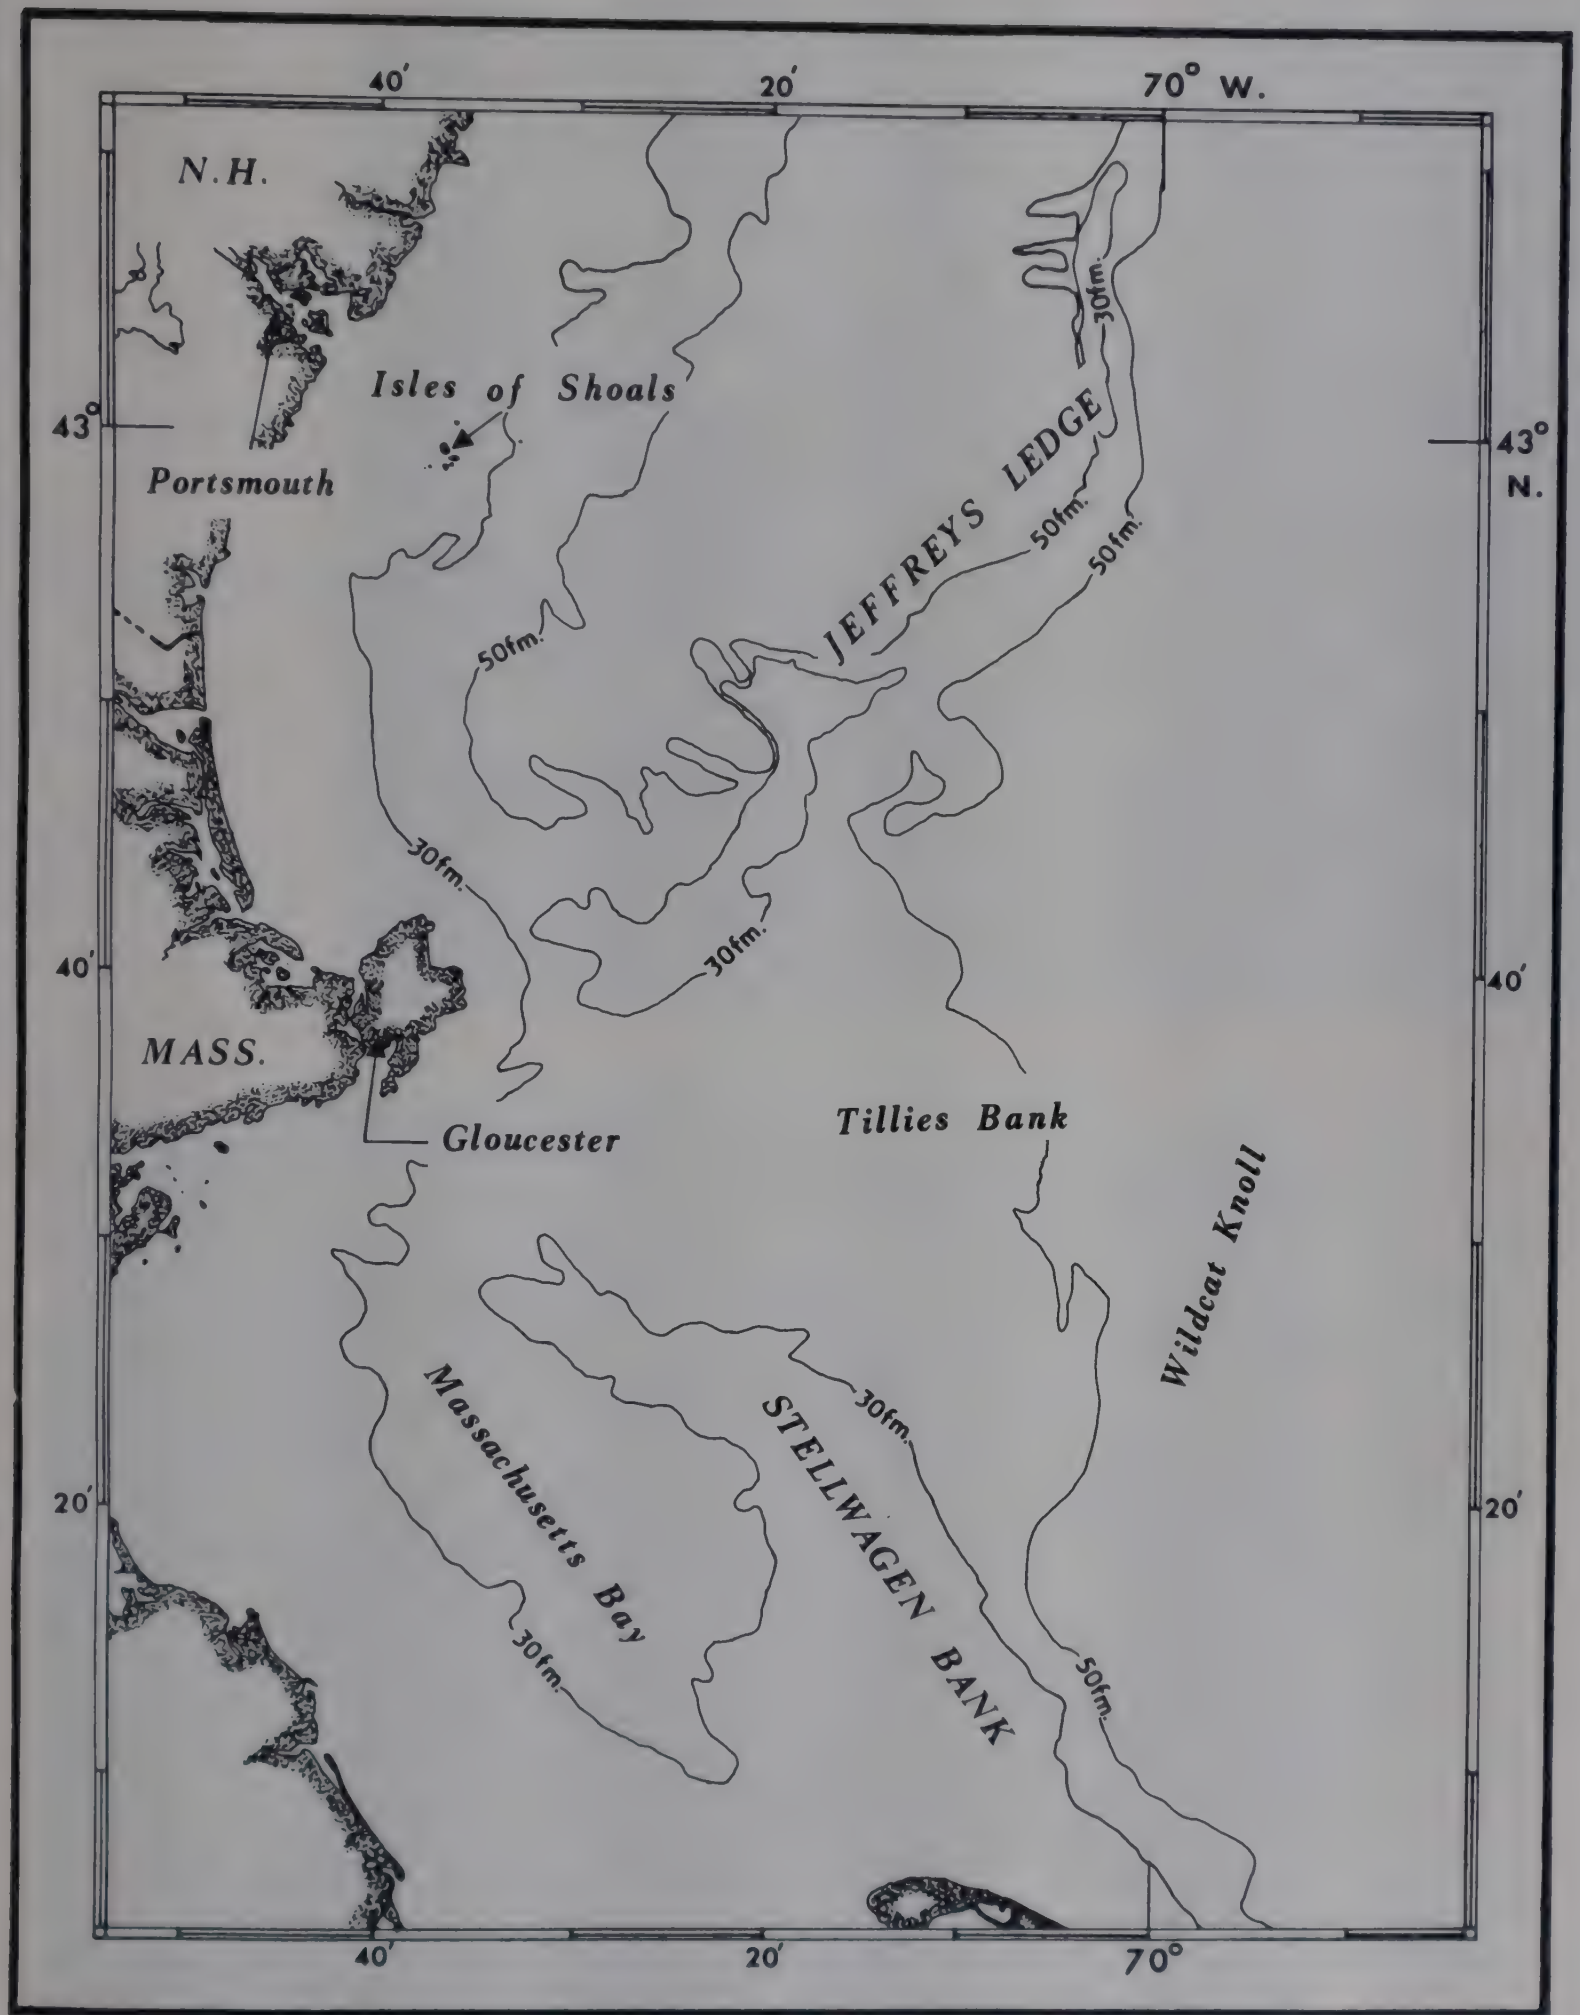 40′ 20′ 70° W.
N.H.
30fm.
Isles of Shoals
43° 43°
N.
Portsmouth
JEFFREYS LEDGE
50fm.
50fm.
50fm.
30fm.
30fm.
40′ 40′
MASS.
Gloucester
Tillies Bank
Wildcat Knoll
30fm.
Massachusetts Bay
STELLWAGEN BANK
20′ 20′
30fm.
50fm.
40′ 20′ 70°